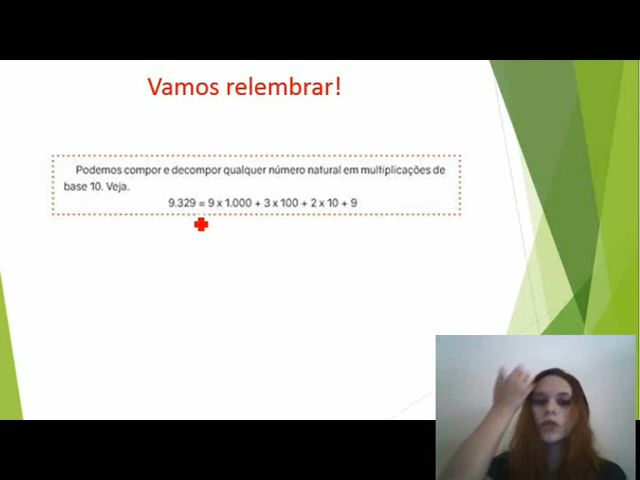 Vamos relembrar!
Podemos compor e decompor qualquer número natural em multiplicações de
base 10. Veja.
9.329 = 9 x 1.000 + 3 x 100 + 2 x 10 + 9